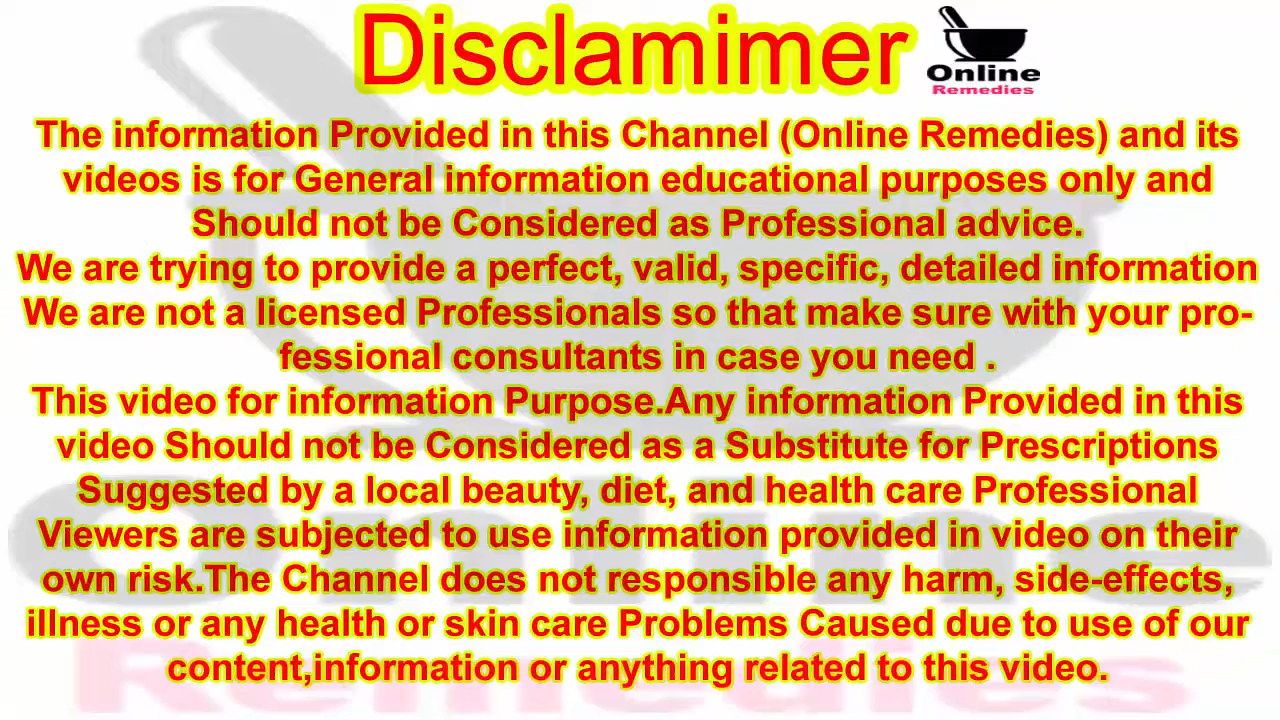 Disclamimer
Online
Remedies
The information Provided in this Channel (Online Remedies) and its
videos is for General information educational purposes only and
Should not be Considered as Professional advice.
We are trying to provide a perfect, valid, specific, detailed information
We are not a licensed Professionals so that make sure with your pro-
fessional consultants in case you need .
This video for information Purpose.Any information Provided in this
video Should not be Considered as a Substitute for Prescriptions
Suggested by a local beauty, diet, and health care Professional
Viewers are subjected to use information provided in video on their
own risk.The Channel does not responsible any harm, side-effects,
illness or any health or skin care Problems Caused due to use of our
content,information or anything related to this video.
Online
Remedies